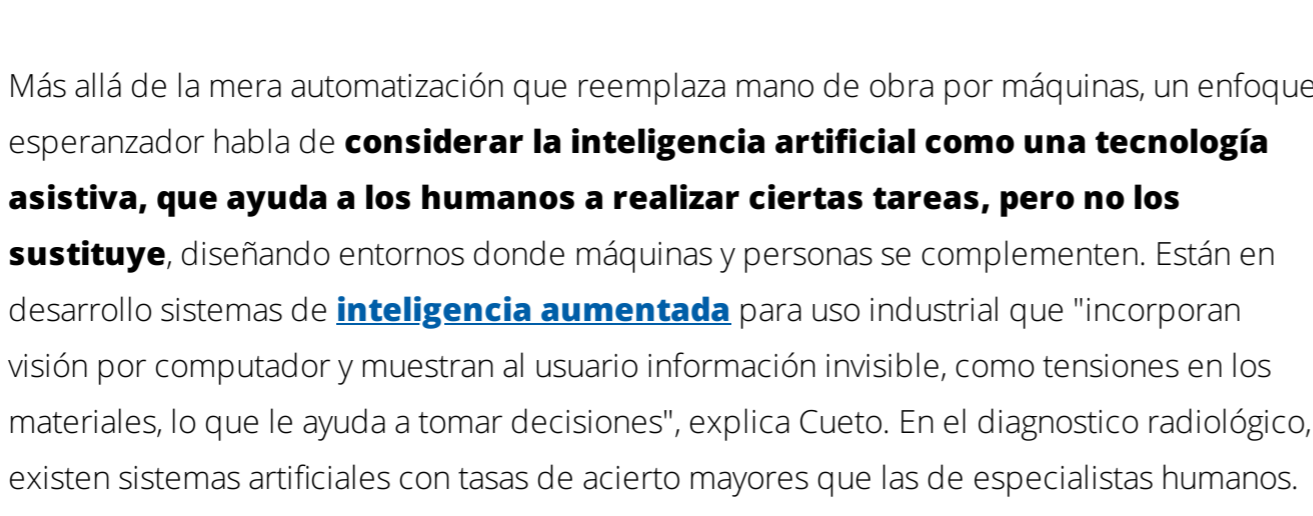 Más allá de la mera automatización que reemplaza mano de obra por máquinas, un enfoque
esperanzador habla de considerar la inteligencia artificial como una tecnología
asistiva, que ayuda a los humanos a realizar ciertas tareas, pero no los
sustituye, diseñando entornos donde máquinas y personas se complementen. Están en
desarrollo sistemas de inteligencia aumentada para uso industrial que "incorporan
visión por computador y muestran al usuario información invisible, como tensiones en los
materiales, lo que le ayuda a tomar decisiones", explica Cueto. En el diagnostico radiológico,
existen sistemas artificiales con tasas de acierto mayores que las de especialistas humanos.